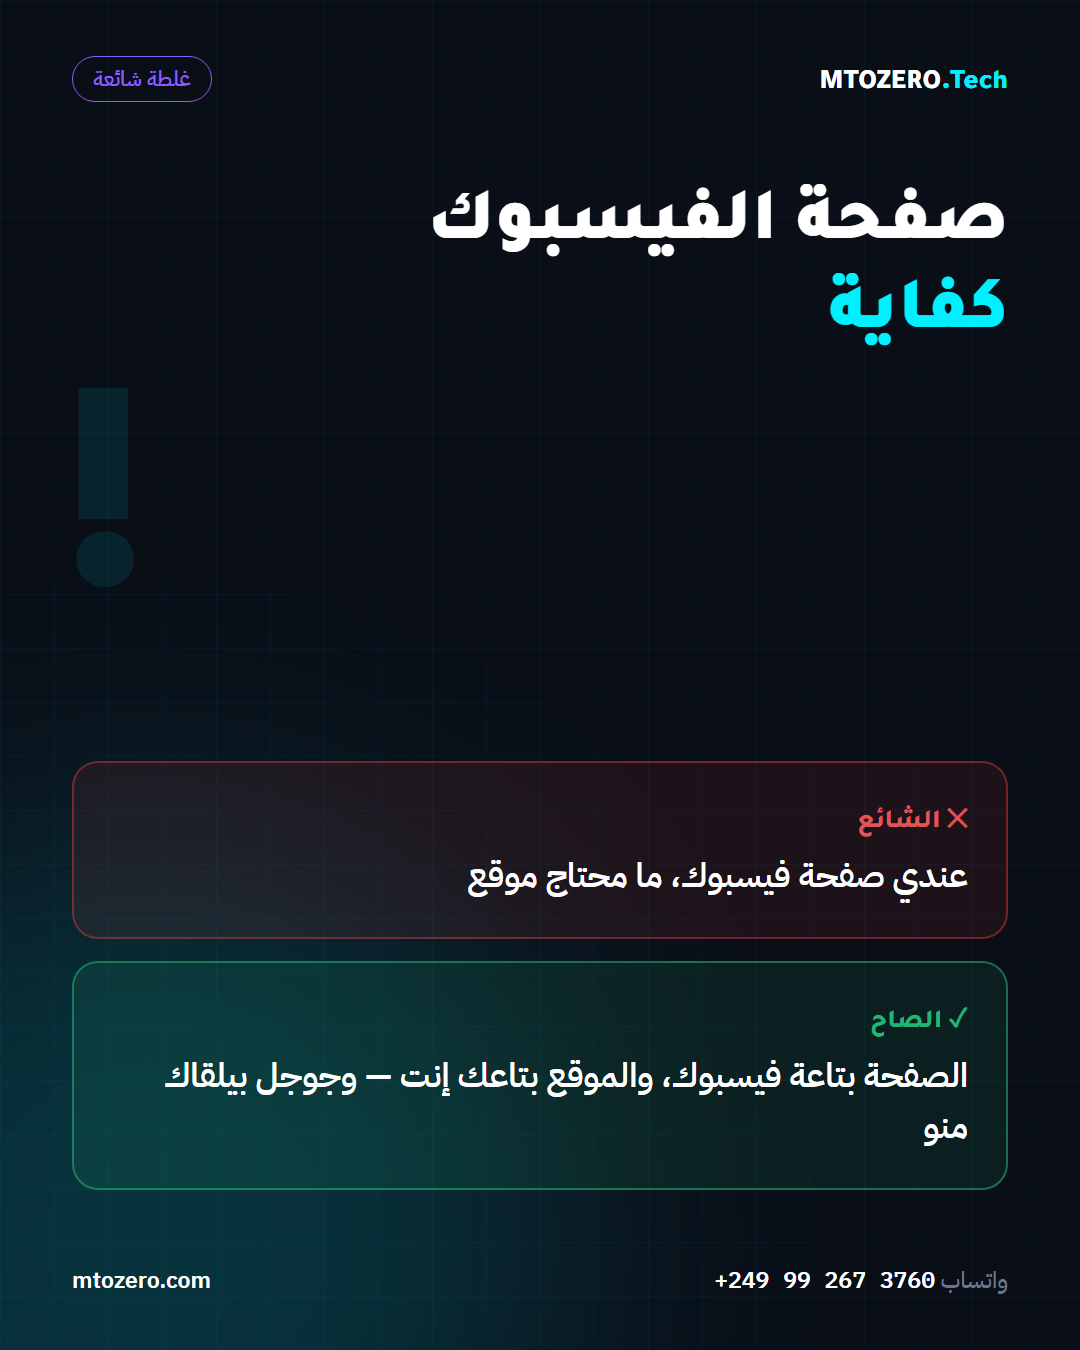 MTOZERO.Tech
غلطة شائعة
صفحة الفيسبوك
كفاية
!
✕ الشائع
عندي صفحة فيسبوك، ما محتاج موقع
✓ الصاح
الصفحة بتاعة فيسبوك، والموقع بتاعك إنت — وجوجل بيلقاك
منو
واتساب +249 99 267 3760
mtozero.com